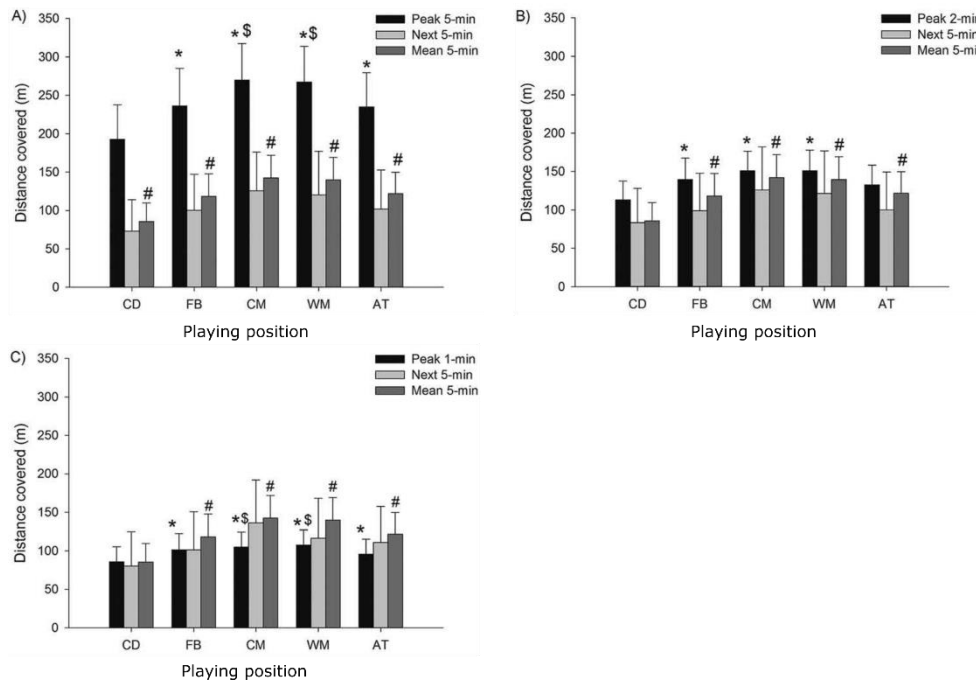 A)
Peak 5-min
Next 5-min
Mean 5-min
Distance covered (m)
350
300
250
200
150
100
50
0
*
*$
*$
*
#
#
#
#
#
CD FB CM WM AT
Playing position
B)
Peak 2-min
Next 5-min
Mean 5-min
Distance covered (m)
350
300
250
200
150
100
50
0
*
*
*
#
#
#
#
CD FB CM WM AT
Playing position
C)
Peak 1-min
Next 5-min
Mean 5-min
Distance covered (m)
350
300
250
200
150
100
50
0
*
*$
*$
*
#
#
#
#
CD FB CM WM AT
Playing position